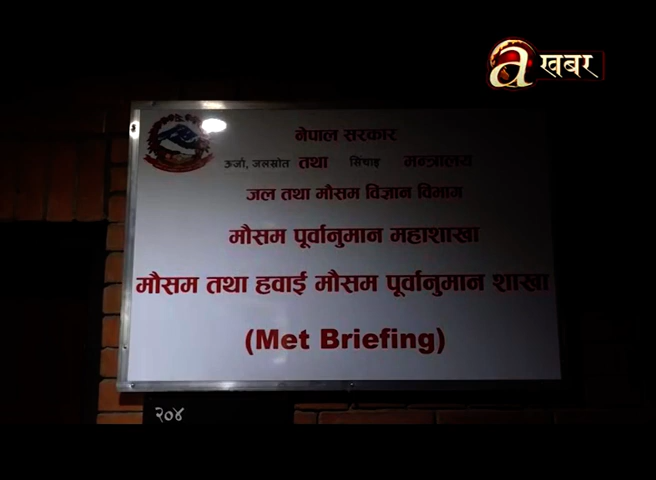 a खबर
नेपाल सरकार
ऊर्जा, जलस्रोत तथा सिंचाइ मन्त्रालय
जल तथा मौसम विज्ञान विभाग
मौसम पूर्वानुमान महाशाखा
मौसम तथा हवाई मौसम पूर्वानुमान शाखा
(Met Briefing)
२०४